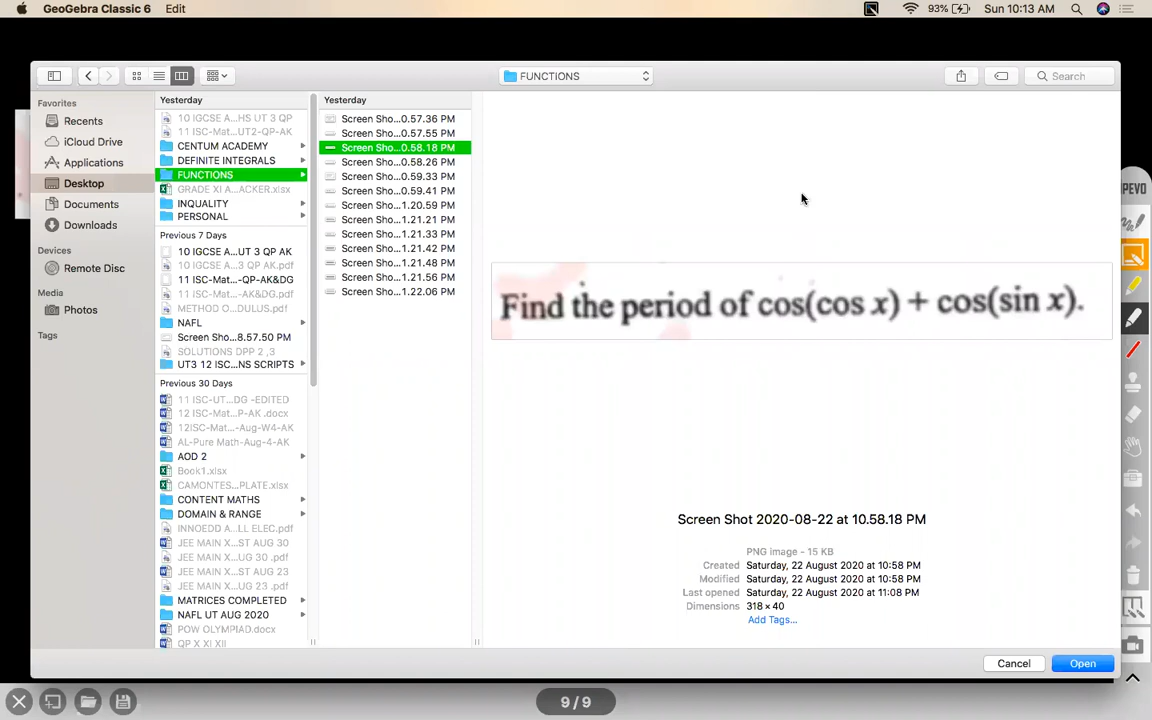 GeoGebra Classic 6 Edit 93% Sun 10:13 AM
FUNCTIONS Search
Favorites
Recents
iCloud Drive
Applications
Desktop
Documents
Downloads
Devices
Remote Disc
Media
Photos
Tags
Yesterday
10 IGCSE A...HS UT 3 QP
11 ISC-Mat...UT2-QP-AK
CENTUM ACADEMY
DEFINITE INTEGRALS
FUNCTIONS
GRADE XI A...ACKER.xlsx
INQUALITY
PERSONAL
Previous 7 Days
10 IGCSE A...UT 3 QP AK
10 IGCSE A...3 QP AK.pdf
11 ISC-Mat...-QP-AK&DG
11 ISC-Mat...-AK&DG.pdf
METHOD O...DULUS.pdf
NAFL
Screen Sho...8.57.50 PM
SOLUTIONS DPP 2 ,3
UT3 12 ISC...NS SCRIPTS
Previous 30 Days
11 ISC-UT...DG -EDITED
12 ISC-Mat...P-AK .docx
12ISC-Mat...-Aug-W4-AK
AL-Pure Math-Aug-4-AK
AOD 2
Book1.xlsx
CAMONTES...PLATE.xlsx
CONTENT MATHS
DOMAIN & RANGE
INNOEDD ...LL ELEC.pdf
JEE MAIN X...ST AUG 30
JEE MAIN X...UG 30 .pdf
JEE MAIN X...ST AUG 23
JEE MAIN X...UG 23 .pdf
MATRICES COMPLETED
NAFL UT AUG 2020
POW OLYMPIAD.docx
QP X XI XII
Yesterday
Screen Sho...0.57.36 PM
Screen Sho...0.57.55 PM
Screen Sho...0.58.18 PM
Screen Sho...0.58.26 PM
Screen Sho...0.59.33 PM
Screen Sho...0.59.41 PM
Screen Sho...1.20.59 PM
Screen Sho...1.21.21 PM
Screen Sho...1.21.33 PM
Screen Sho...1.21.42 PM
Screen Sho...1.21.48 PM
Screen Sho...1.21.56 PM
Screen Sho...1.22.06 PM
Find the period of cos(cos x) + cos(sin x).
Screen Shot 2020-08-22 at 10.58.18 PM
PNG image - 15 KB
Created Saturday, 22 August 2020 at 10:58 PM
Modified Saturday, 22 August 2020 at 10:58 PM
Last opened Saturday, 22 August 2020 at 11:08 PM
Dimensions 318 × 40
Add Tags...
Cancel Open
IPEVO
9 / 9